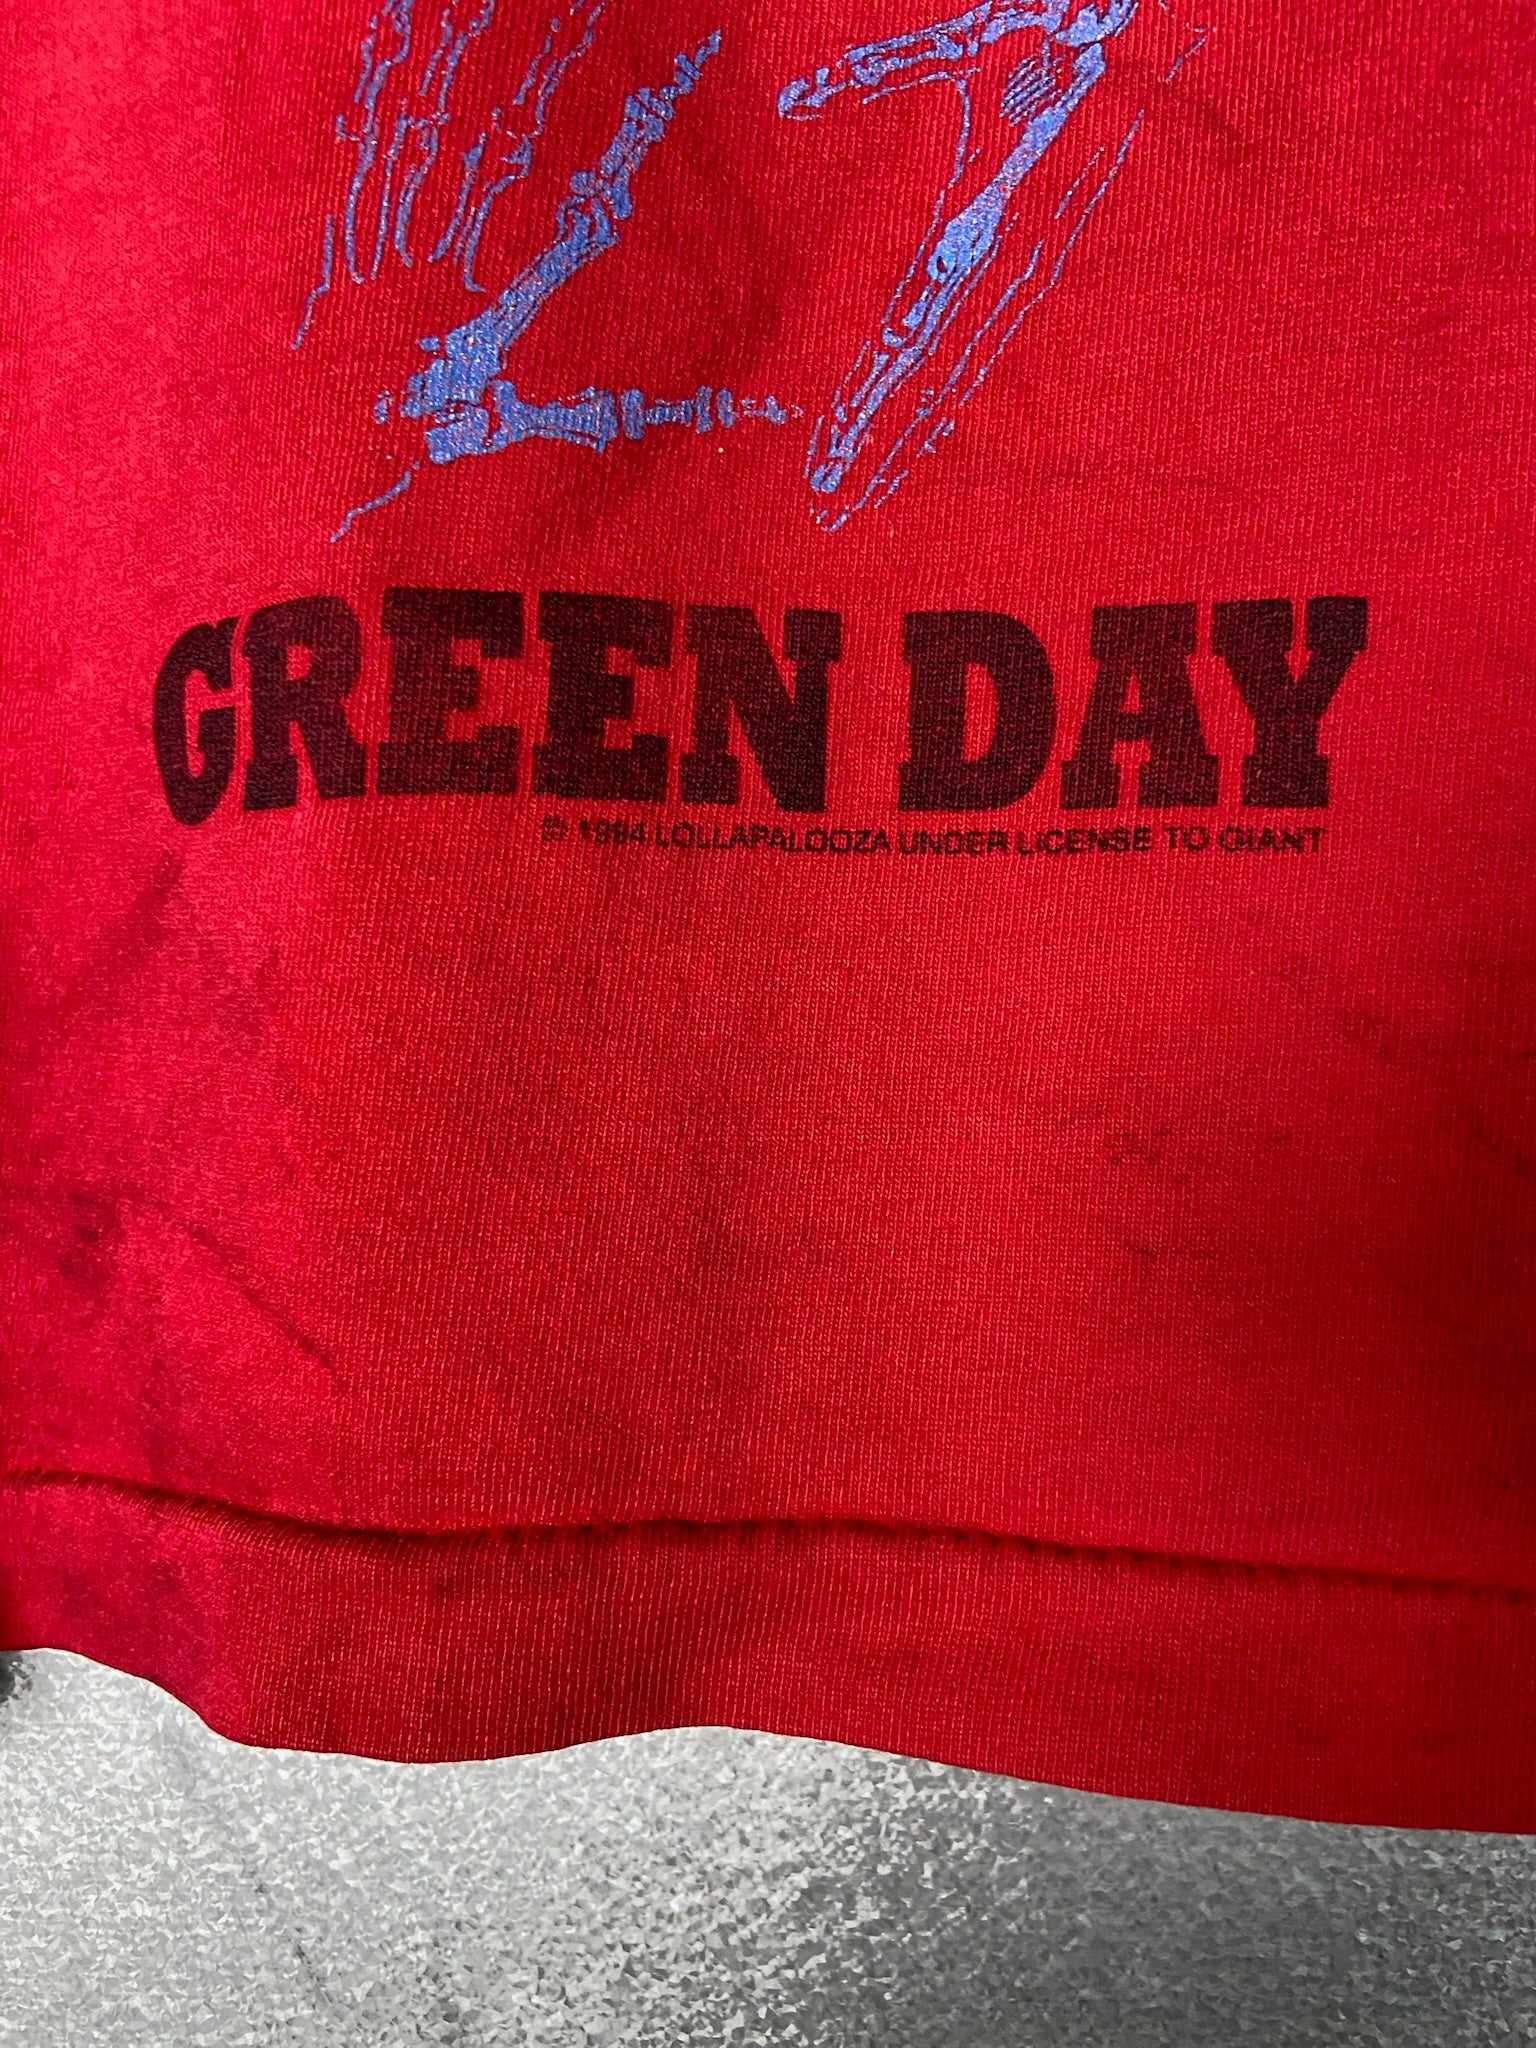 GREEN DAY
© 1994 LOLLAPALOOZA UNDER LICENSE TO GIANT